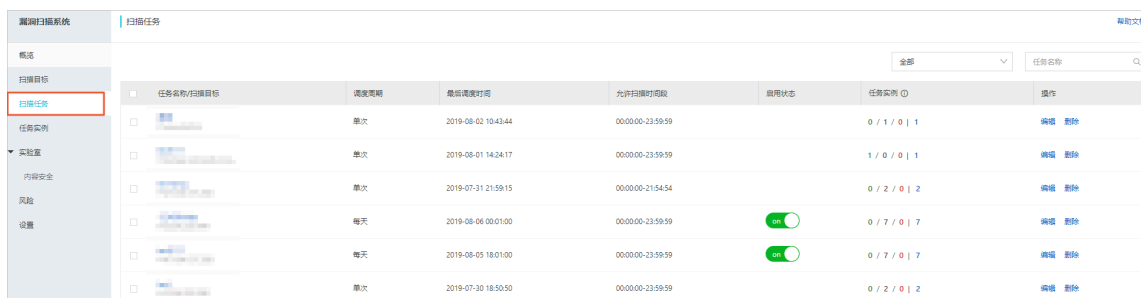 漏洞扫描系统
扫描任务
帮助文档
概览
扫描目标
扫描任务
任务实例
实验室
内容安全
风险
设置
全部
任务名称
任务名称/扫描目标 调度周期 最后调度时间 允许扫描时间段 启用状态 任务实例 操作
单次 2019-08-02 10:43:44 00:00:00-23:59:59 0 / 1 / 0 | 1 编辑 删除
单次 2019-08-01 14:24:17 00:00:00-23:59:59 1 / 0 / 0 | 1 编辑 删除
单次 2019-07-31 21:59:15 00:00:00-21:54:54 0 / 2 / 0 | 2 编辑 删除
每天 2019-08-06 00:01:00 00:00:00-23:59:59 on 0 / 7 / 0 | 7 编辑 删除
每天 2019-08-05 18:01:00 00:00:00-23:59:59 on 0 / 7 / 0 | 7 编辑 删除
单次 2019-07-30 18:50:50 00:00:00-23:59:59 0 / 2 / 0 | 2 编辑 删除